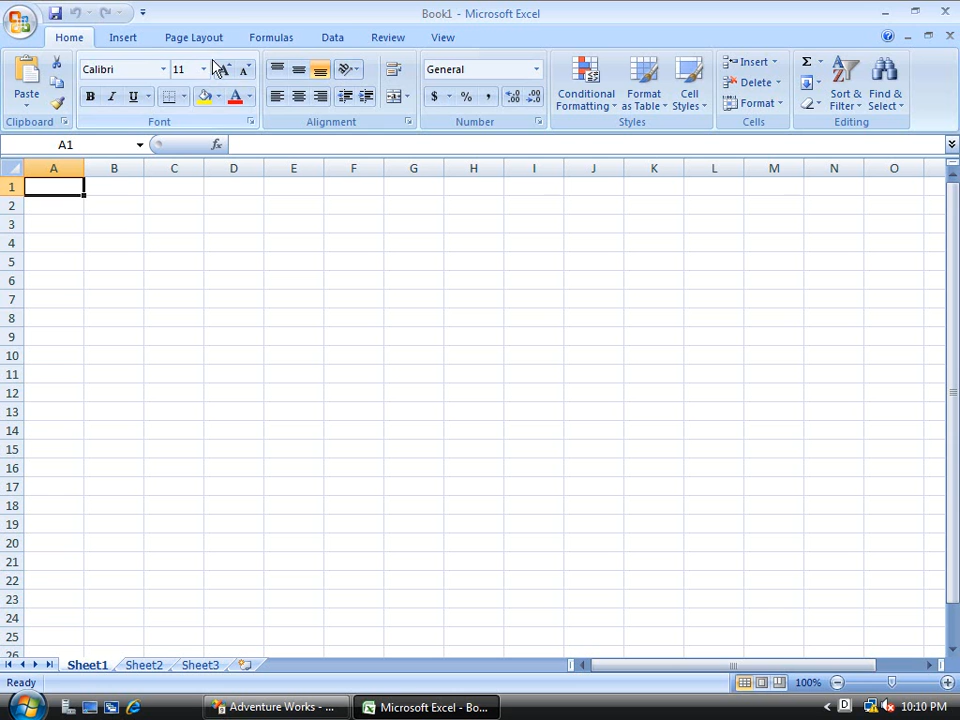 Book1 - Microsoft Excel
Home Insert Page Layout Formulas Data Review View
Calibri 11 General Insert Σ
Paste B I U A $ % , Conditional Formatting Format as Table Cell Styles Delete Format Sort & Filter Find & Select
Clipboard Font Alignment Number Styles Cells Editing
A1 fx
A B C D E F G H I J K L M N O
1
2
3
4
5
6
7
8
9
10
11
12
13
14
15
16
17
18
19
20
21
22
23
24
25
26
Sheet1 Sheet2 Sheet3
Ready 100%
Adventure Works - ... Microsoft Excel - Bo... D 10:10 PM